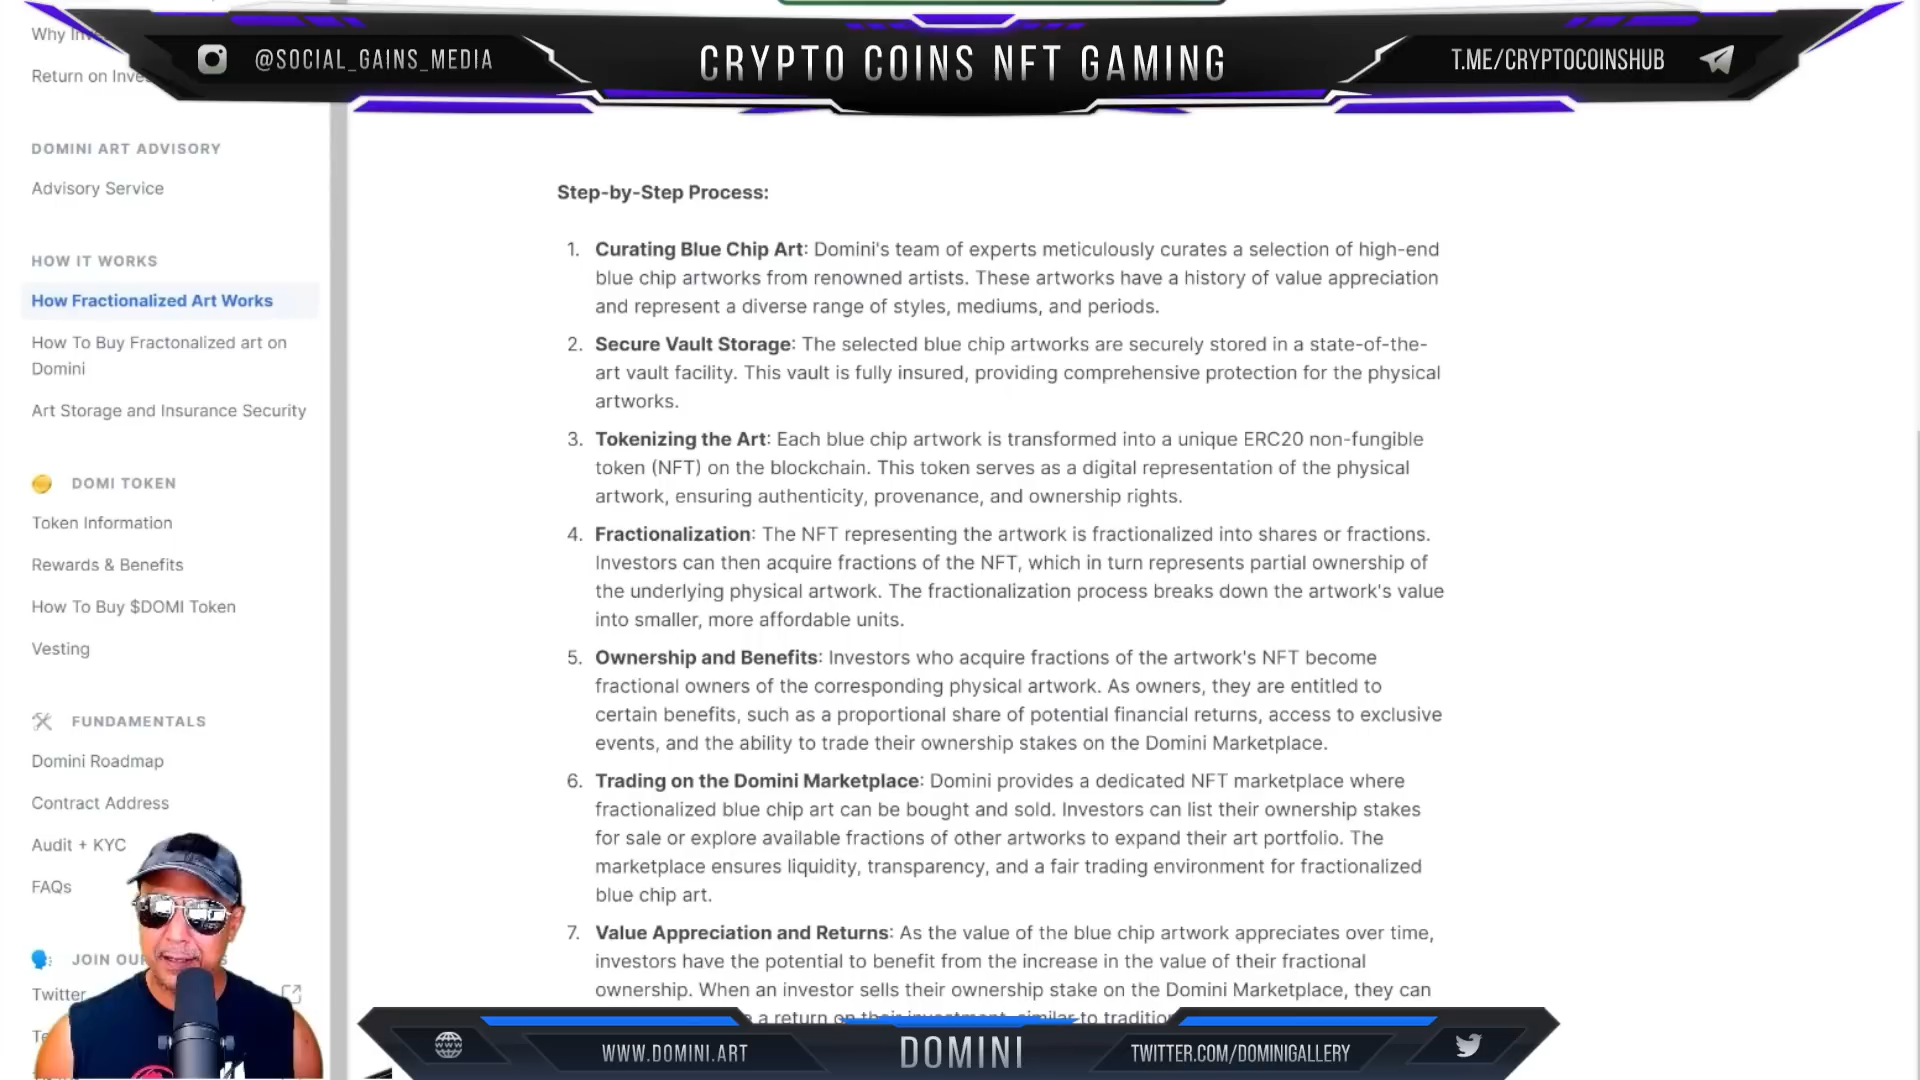 @SOCIAL_GAINS_MEDIA
CRYPTO COINS NFT GAMING
T.ME/CRYPTOCOINSHUB
Why
Return on
DOMINI ART ADVISORY
Advisory Service
HOW IT WORKS
How Fractionalized Art Works
How To Buy Fractonalized art on
Domini
Art Storage and Insurance Security
DOMI TOKEN
Token Information
Rewards & Benefits
How To Buy $DOMI Token
Vesting
FUNDAMENTALS
Domini Roadmap
Contract Address
Audit + KYC
FAQs
JOIN
Twitter
Step-by-Step Process:
1. Curating Blue Chip Art: Domini's team of experts meticulously curates a selection of high-end
blue chip artworks from renowned artists. These artworks have a history of value appreciation
and represent a diverse range of styles, mediums, and periods.
2. Secure Vault Storage: The selected blue chip artworks are securely stored in a state-of-the-
art vault facility. This vault is fully insured, providing comprehensive protection for the physical
artworks.
3. Tokenizing the Art: Each blue chip artwork is transformed into a unique ERC20 non-fungible
token (NFT) on the blockchain. This token serves as a digital representation of the physical
artwork, ensuring authenticity, provenance, and ownership rights.
4. Fractionalization: The NFT representing the artwork is fractionalized into shares or fractions.
Investors can then acquire fractions of the NFT, which in turn represents partial ownership of
the underlying physical artwork. The fractionalization process breaks down the artwork's value
into smaller, more affordable units.
5. Ownership and Benefits: Investors who acquire fractions of the artwork's NFT become
fractional owners of the corresponding physical artwork. As owners, they are entitled to
certain benefits, such as a proportional share of potential financial returns, access to exclusive
events, and the ability to trade their ownership stakes on the Domini Marketplace.
6. Trading on the Domini Marketplace: Domini provides a dedicated NFT marketplace where
fractionalized blue chip art can be bought and sold. Investors can list their ownership stakes
for sale or explore available fractions of other artworks to expand their art portfolio. The
marketplace ensures liquidity, transparency, and a fair trading environment for fractionalized
blue chip art.
7. Value Appreciation and Returns: As the value of the blue chip artwork appreciates over time,
investors have the potential to benefit from the increase in the value of their fractional
ownership. When an investor sells their ownership stake on the Domini Marketplace, they can
a return on their investment, similar to
WWW.DOMINI.ART
DOMINI
TWITTER.COM/DOMINIGALLERY